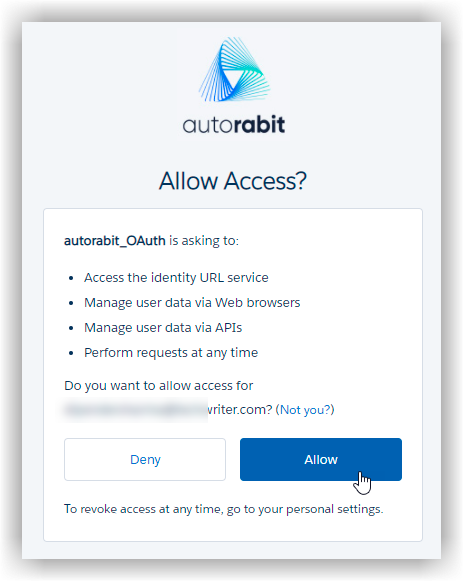 autorabit
Allow Access?
autorabit_OAuth is asking to:
• Access the identity URL service
• Manage user data via Web browsers
• Manage user data via APIs
• Perform requests at any time
Do you want to allow access for
writer.com? (Not you?)
Deny
Allow
To revoke access at any time, go to your personal settings.